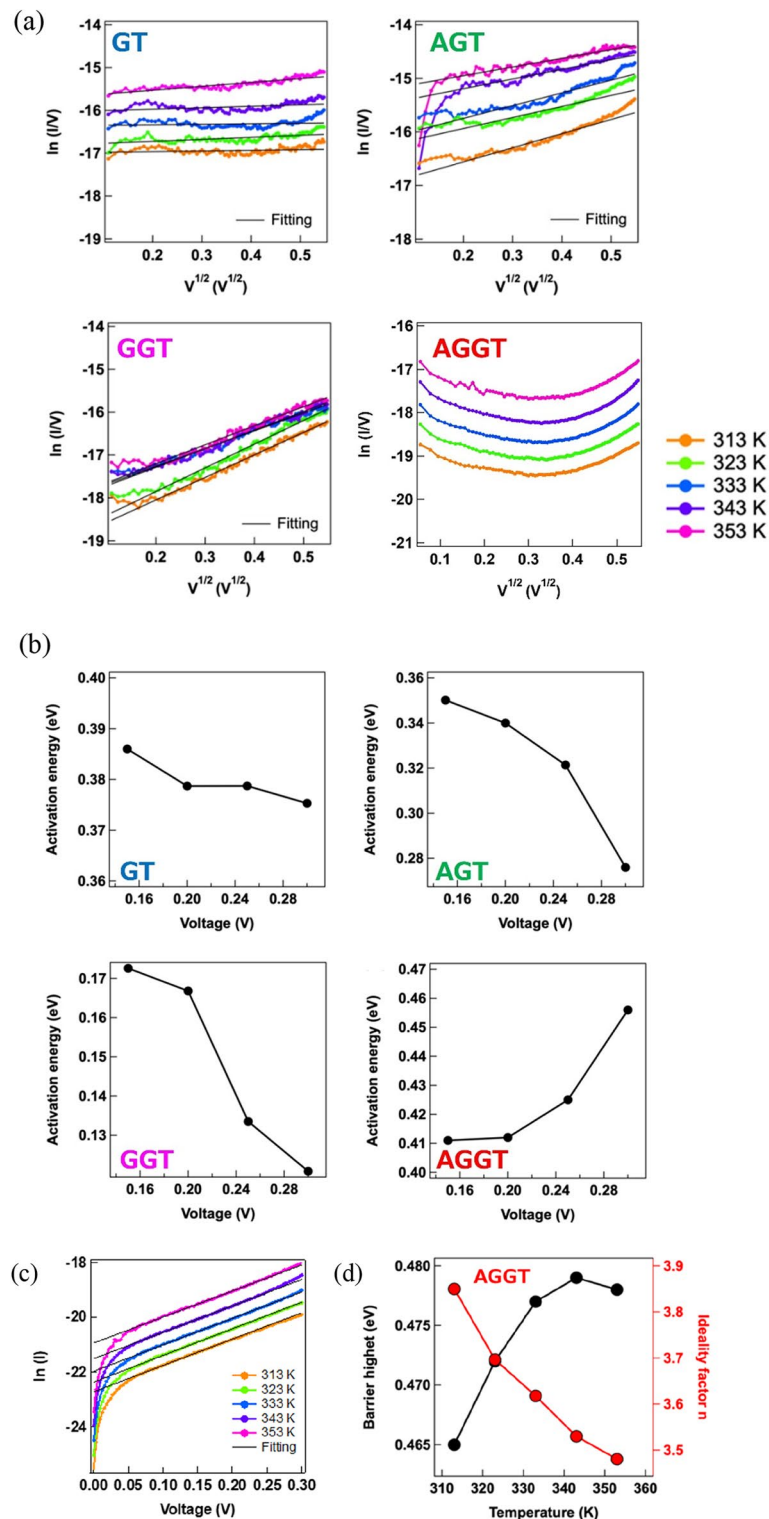 (a)
GT
-14
-15
-16
-17
-18
-19
ln (I/V)
Fitting
0.2 0.3 0.4 0.5
V1/2 (V1/2)
AGT
-14
-15
-16
-17
-18
ln (I/V)
Fitting
0.2 0.3 0.4 0.5
V1/2 (V1/2)
GGT
-14
-15
-16
-17
-18
-19
ln (I/V)
Fitting
0.2 0.3 0.4 0.5
V1/2 (V1/2)
AGGT
-16
-17
-18
-19
-20
-21
ln (I/V)
0.1 0.2 0.3 0.4 0.5
V1/2 (V1/2)
313 K
323 K
333 K
343 K
353 K
(b)
0.40
0.39
0.38
0.37
0.36
Activation energy (eV)
GT
0.16 0.20 0.24 0.28
Voltage (V)
0.36
0.34
0.32
0.30
0.28
Activation energy (eV)
AGT
0.16 0.20 0.24 0.28
Voltage (V)
0.17
0.16
0.15
0.14
0.13
Activation energy (eV)
GGT
0.16 0.20 0.24 0.28
Voltage (V)
0.47
0.46
0.45
0.44
0.43
0.42
0.41
0.40
Activation energy (eV)
AGGT
0.16 0.20 0.24 0.28
Voltage (V)
(c)
-18
-20
-22
-24
ln (I)
313 K
323 K
333 K
343 K
353 K
Fitting
0.00 0.05 0.10 0.15 0.20 0.25 0.30
Voltage (V)
(d)
AGGT
0.480
0.475
0.470
0.465
Barrier highet (eV)
3.9
3.8
3.7
3.6
3.5
Ideality factor n
310 320 330 340 350 360
Temperature (K)